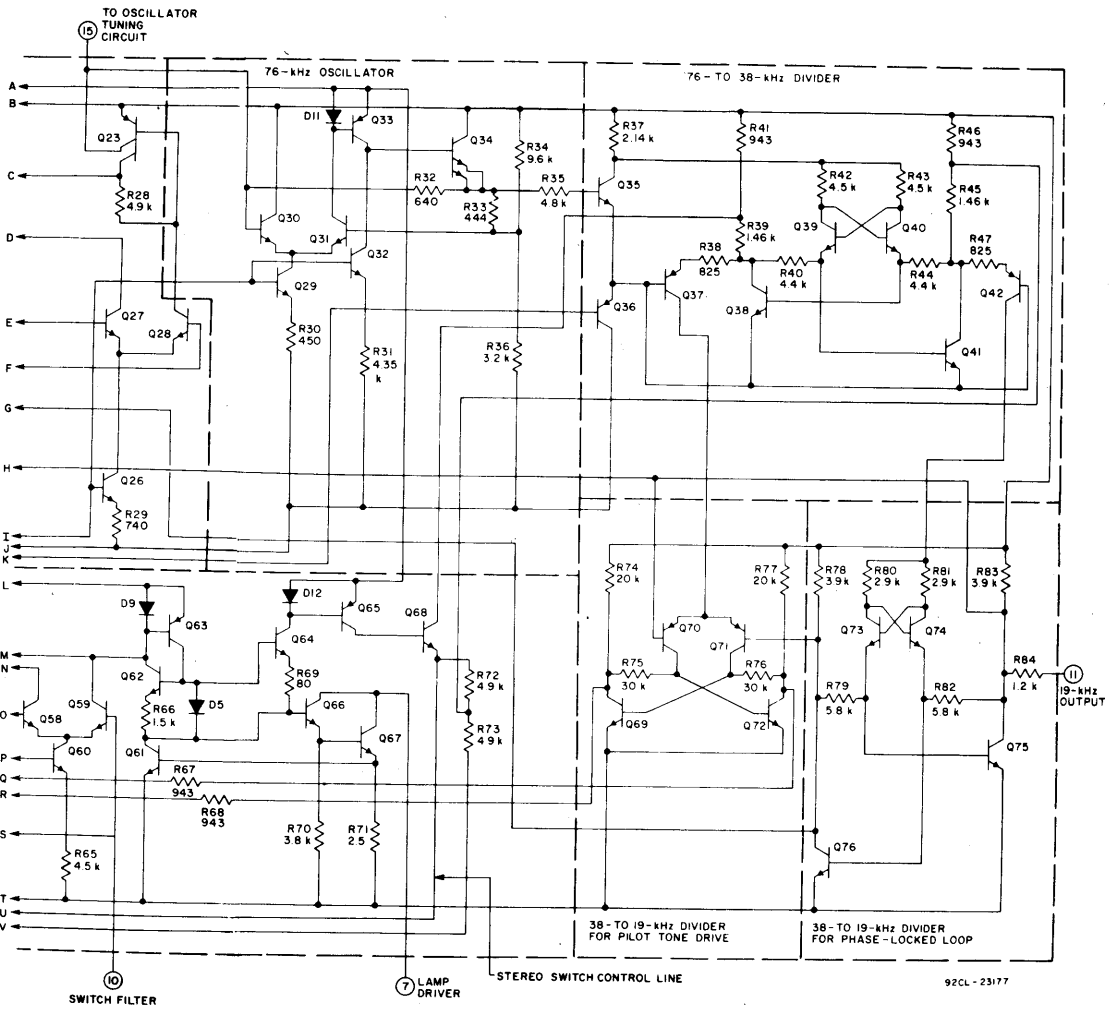 TO OSCILLATOR
TUNING
CIRCUIT
15
76-kHz OSCILLATOR
76-TO 38-kHz DIVIDER
A
B
C
D
E
F
G
H
I
J
K
L
M
N
O
P
Q
R
S
T
U
V
Q23
R28
4.9 k
Q27
Q28
Q26
R29
740
D11
Q33
Q34
R34
9.6 k
R32
640
R33
444
R35
4.8 k
Q30
Q31
Q32
Q29
R30
450
R31
4.35
k
R36
3.2 k
R37
2.14 k
R41
943
R46
943
Q35
R42
4.5 k
R43
4.5 k
R45
1.46 k
R39
1.46 k
Q39
Q40
R47
825
R38
825
R40
4.4 k
R44
4.4 k
Q42
Q36
Q37
Q38
Q41
D9
Q63
D12
Q65
Q68
Q64
Q62
R69
80
R72
4.9 k
Q58
Q59
R66
1.5 k
D5
Q66
R73
4.9 k
Q60
Q61
Q67
R67
943
R68
943
R70
3.8 k
R71
2.5
R65
4.5 k
R74
20 k
R77
20 k
R78
3.9 k
R80
2.9 k
R81
2.9 k
R83
3.9 k
Q70
Q71
Q73
Q74
R75
30 k
R76
30 k
R79
5.8 k
R82
5.8 k
R84
1.2 k
11
19-kHz
OUTPUT
Q69
Q72
Q75
Q76
38-TO 19-kHz DIVIDER
FOR PILOT TONE DRIVE
38-TO 19-kHz DIVIDER
FOR PHASE-LOCKED LOOP
10
SWITCH FILTER
7
LAMP
DRIVER
STEREO SWITCH CONTROL LINE
92CL-23177